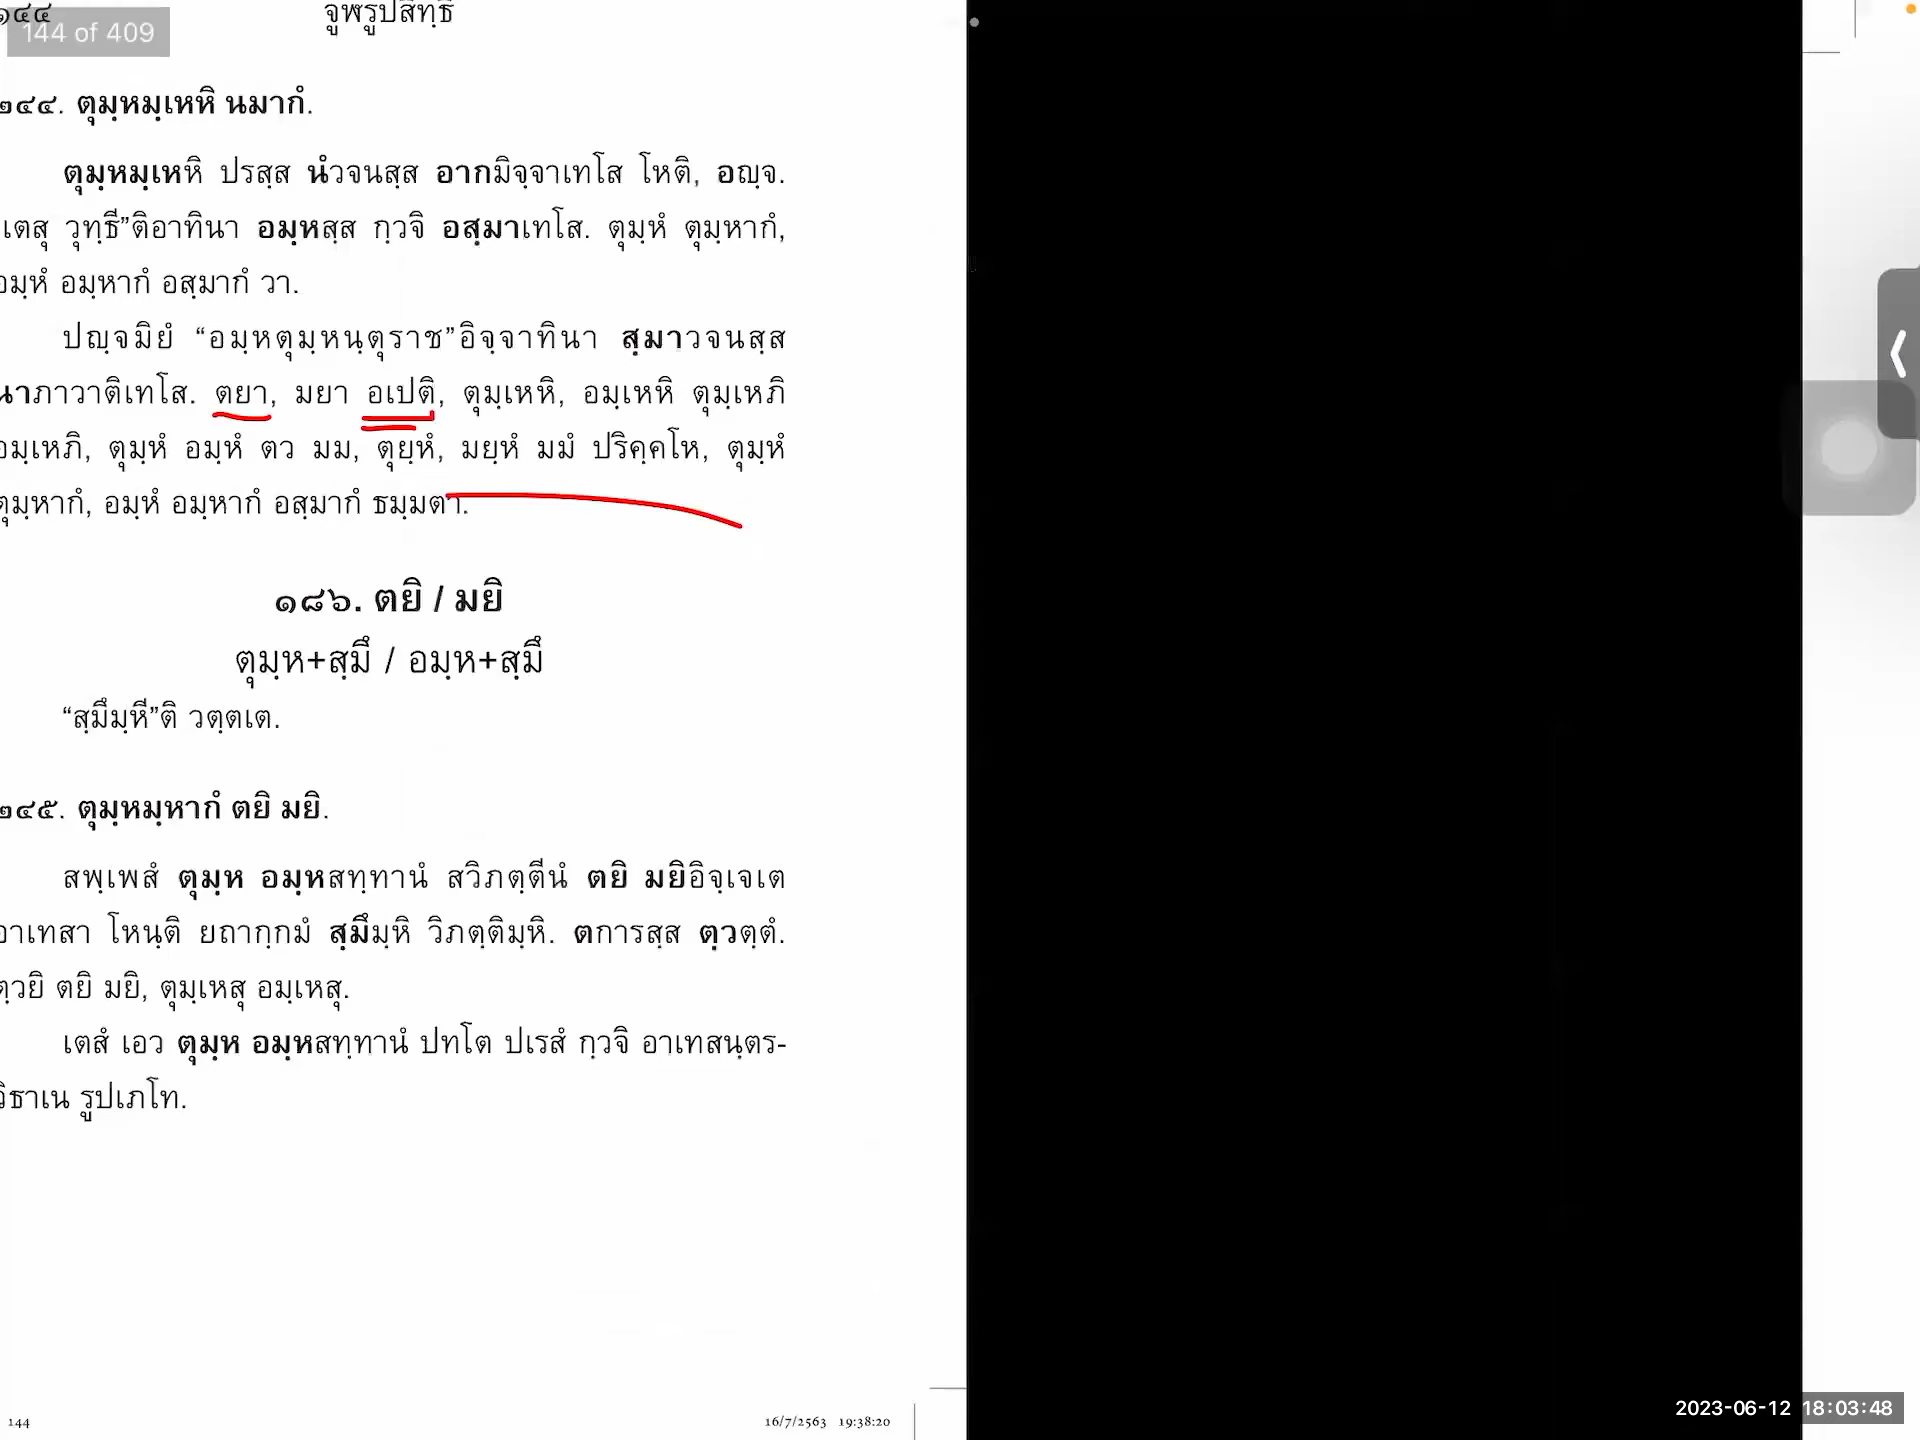 ๑๔๔ จูฬรูปสิทฺธิ
144 of 409
๒๔๔. ตุมฺหมฺเหหิ นมากํ.
ตุมฺหมฺเหหิ ปรสฺส นํวจนสฺส อากมิจฺจาเทโส โหติ, อญฺจ.
เตสุ วุทฺธี”ติอาทินา อมฺหสฺส กฺวจิ อสฺมาเทโส. ตุมฺหํ ตุมฺหากํ,
อมฺหํ อมฺหากํ อสฺมากํ วา.
ปญฺจมิยํ “อมฺหตุมฺหนฺตุราช”อิจฺจาทินา สฺมาวจนสฺส
นาภาวาติเทโส. ตยา, มยา อเปติ, ตุมฺเหหิ, อมฺเหหิ ตุมฺเหภิ
อมฺเหภิ, ตุมฺหํ อมฺหํ ตว มม, ตุยฺหํ, มยฺหํ มมํ ปริคฺคโห, ตุมฺหํ
ตุมฺหากํ, อมฺหํ อมฺหากํ อสฺมากํ ธมฺมตา.
๑๘๖. ตยิ / มยิ
ตุมฺห+สฺมึ / อมฺห+สฺมึ
“สฺมึมฺหี”ติ วตฺตเต.
๒๔๕. ตุมฺหมฺหากํ ตยิ มยิ.
สพฺเพสํ ตุมฺห อมฺหสทฺทานํ สวิภตฺตีนํ ตยิ มยิอิจฺเจเต
อาเทสา โหนฺติ ยถากฺกมํ สฺมึมฺหิ วิภตฺติมฺหิ. ตการสฺส ตฺวตฺตํ.
ตฺวยิ ตยิ มยิ, ตุมฺเหสุ อมฺเหสุ.
เตสํ เอว ตุมฺห อมฺหสทฺทานํ ปทโต ปเรสํ กฺวจิ อาเทสนฺตร-
วิธาเน รูปเภโท.
144 16/7/2563 19:38:20
2023-06-12 18:03:48